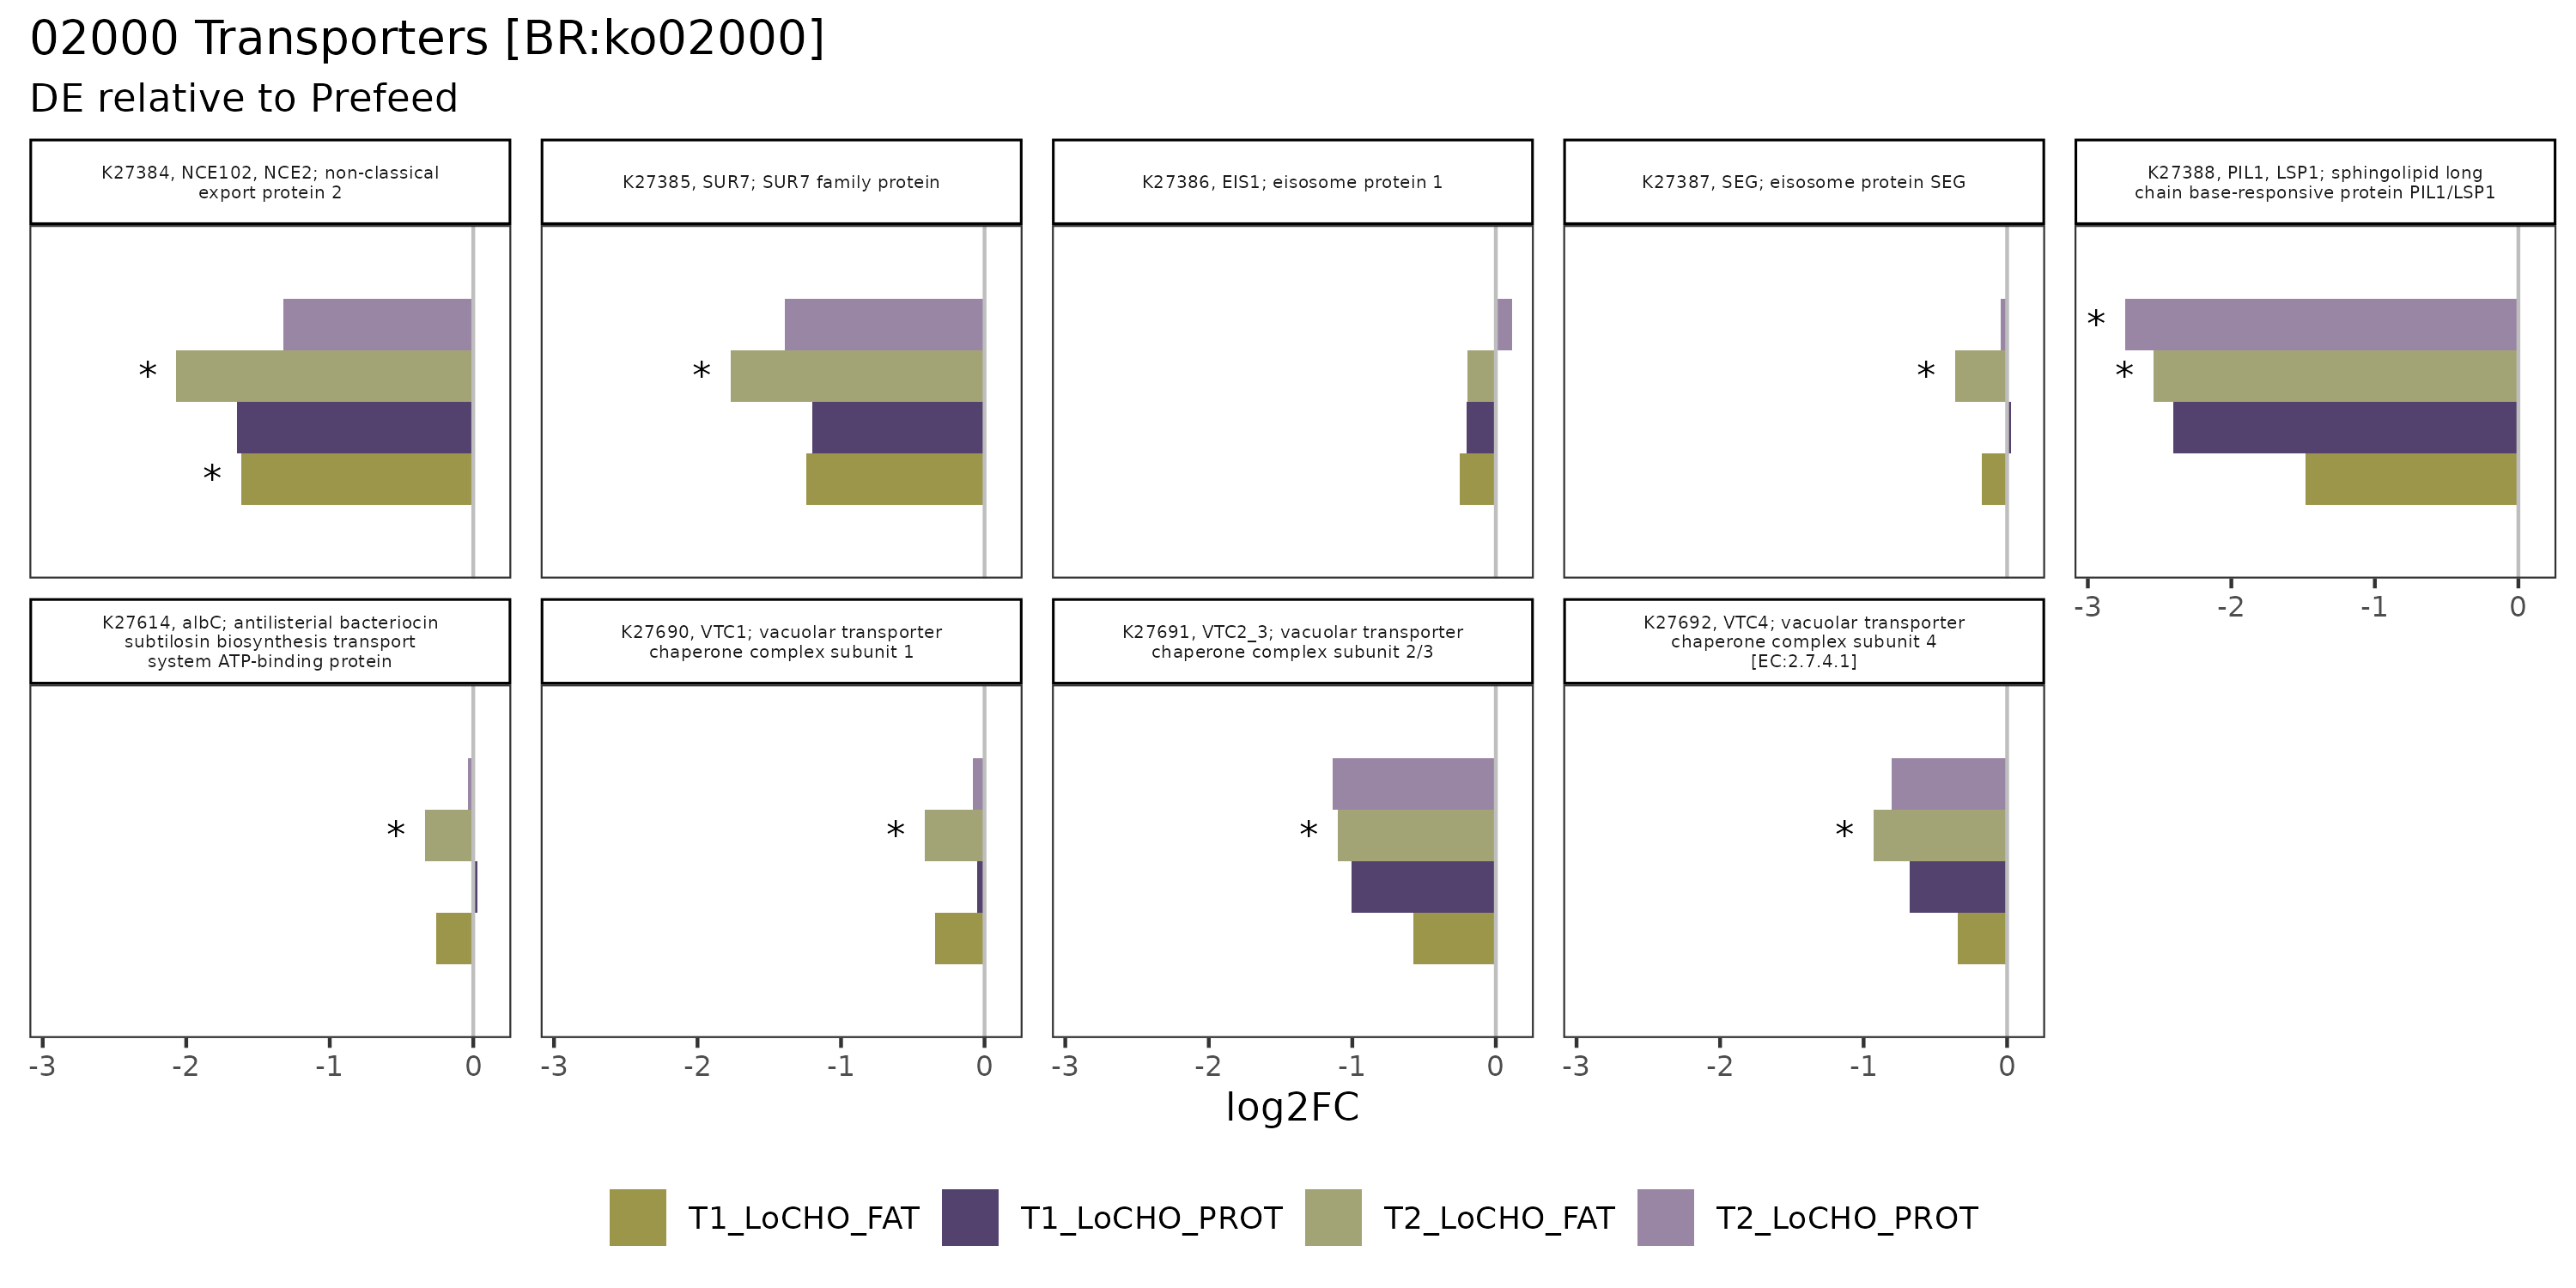 02000 Transporters [BR:ko02000]
DE relative to Prefeed
K27384, NCE102, NCE2; non-classical
export protein 2
K27385, SUR7; SUR7 family protein
K27386, EIS1; eisosome protein 1
K27387, SEG; eisosome protein SEG
K27388, PIL1, LSP1; sphingolipid long
chain base-responsive protein PIL1/LSP1
*
*
*
*
*
*
-3 -2 -1 0
K27614, albC; antilisterial bacteriocin
subtilosin biosynthesis transport
system ATP-binding protein
K27690, VTC1; vacuolar transporter
chaperone complex subunit 1
K27691, VTC2_3; vacuolar transporter
chaperone complex subunit 2/3
K27692, VTC4; vacuolar transporter
chaperone complex subunit 4
[EC:2.7.4.1]
*
*
*
*
-3 -2 -1 0
-3 -2 -1 0
-3 -2 -1 0
-3 -2 -1 0
log2FC
T1_LoCHO_FAT T1_LoCHO_PROT T2_LoCHO_FAT T2_LoCHO_PROT